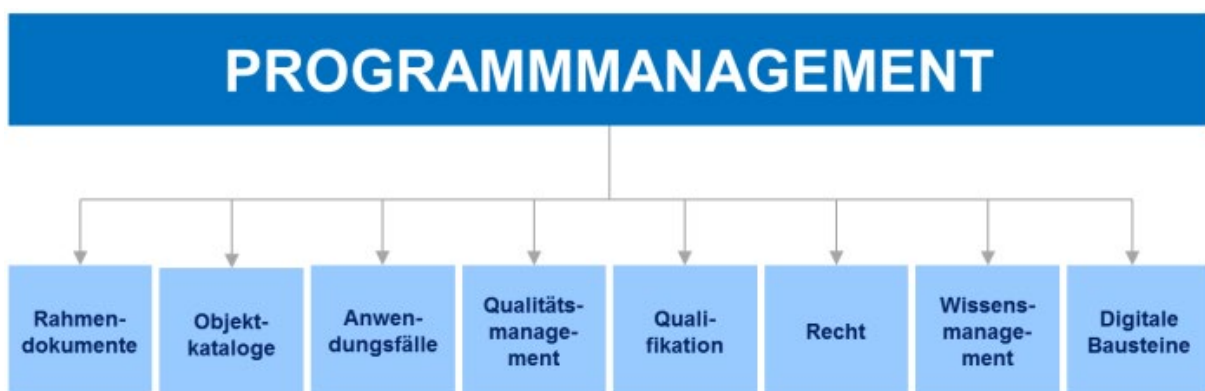 PROGRAMMMANAGEMENT
Rahmen-
dokumente
Objekt-
kataloge
Anwen-
dungsfälle
Qualitäts-
manage-
ment
Quali-
fikation
Recht
Wissens-
manage-
ment
Digitale
Bausteine